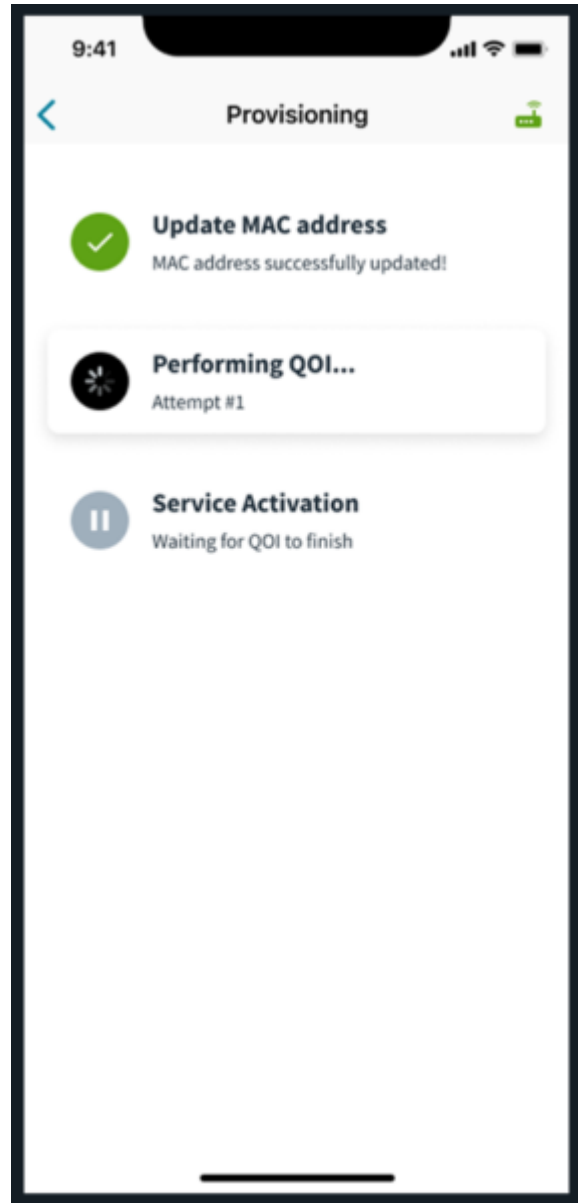 9:41
Provisioning
Update MAC address
MAC address successfully updated!
Performing QOI...
Attempt #1
Service Activation
Waiting for QOI to finish